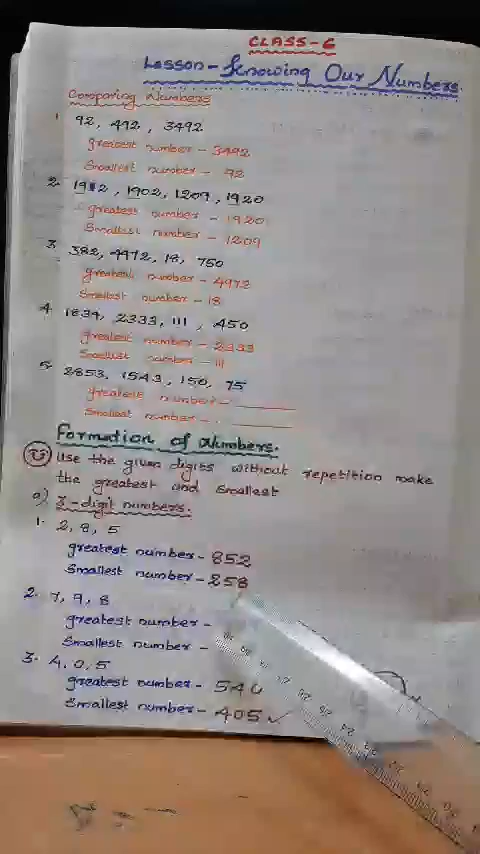 CLASS-6
Lesson-Knowing Our Numbers.
Comparing Numbers
1. 92, 492, 3492
greatest number - 3492
Smallest number - 92
2. 1902, 1209, 1920
greatest number - 1920
Smallest number - 1209
3. 382, 4972, 18, 750
greatest number - 4972
Smallest number - 18
4. 1834, 2333, 111, 450
greatest number - 2333
Smallest number - 111
5. 2853, 1543, 150, 75
greatest number -
Smallest number -
Formation of Numbers.
Use the given digits without repetition make
the greatest and smallest
a) 3-digit numbers.
1. 2, 8, 5
greatest number - 852
Smallest number - 258
2. 7, 9, 8
greatest number -
Smallest number -
3. 4, 0, 5
greatest number - 540
Smallest number - 405 ✓